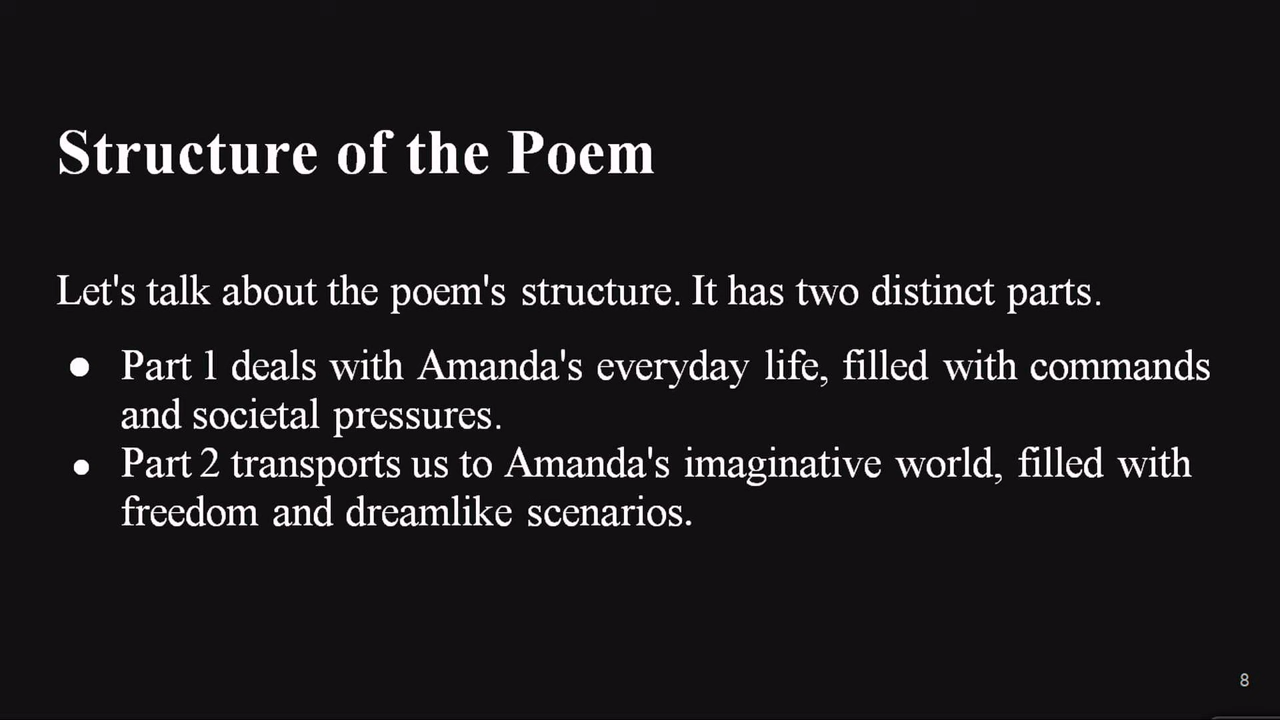 Structure of the Poem
Let's talk about the poem's structure. It has two distinct parts.
● Part 1 deals with Amanda's everyday life, filled with commands
and societal pressures.
● Part 2 transports us to Amanda's imaginative world, filled with
freedom and dreamlike scenarios.
8